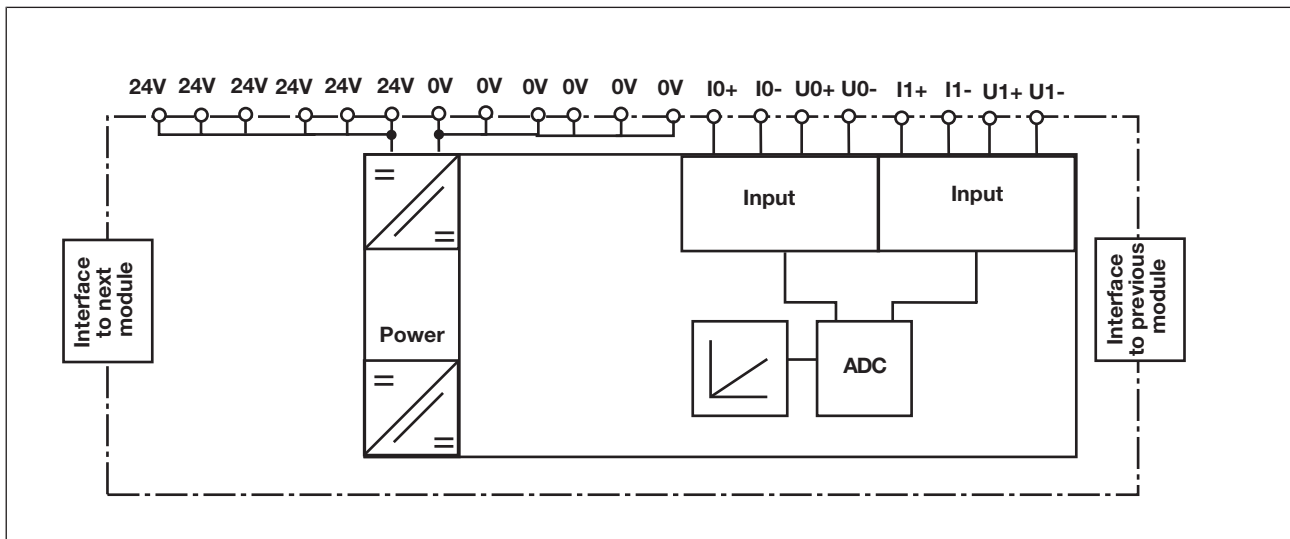 24V 24V 24V 24V 24V 24V 0V 0V 0V 0V 0V 0V I0+ I0- U0+ U0- I1+ I1- U1+ U1-
Input
Input
Interface
to next
module
Power
ADC
Interface
to previous
module